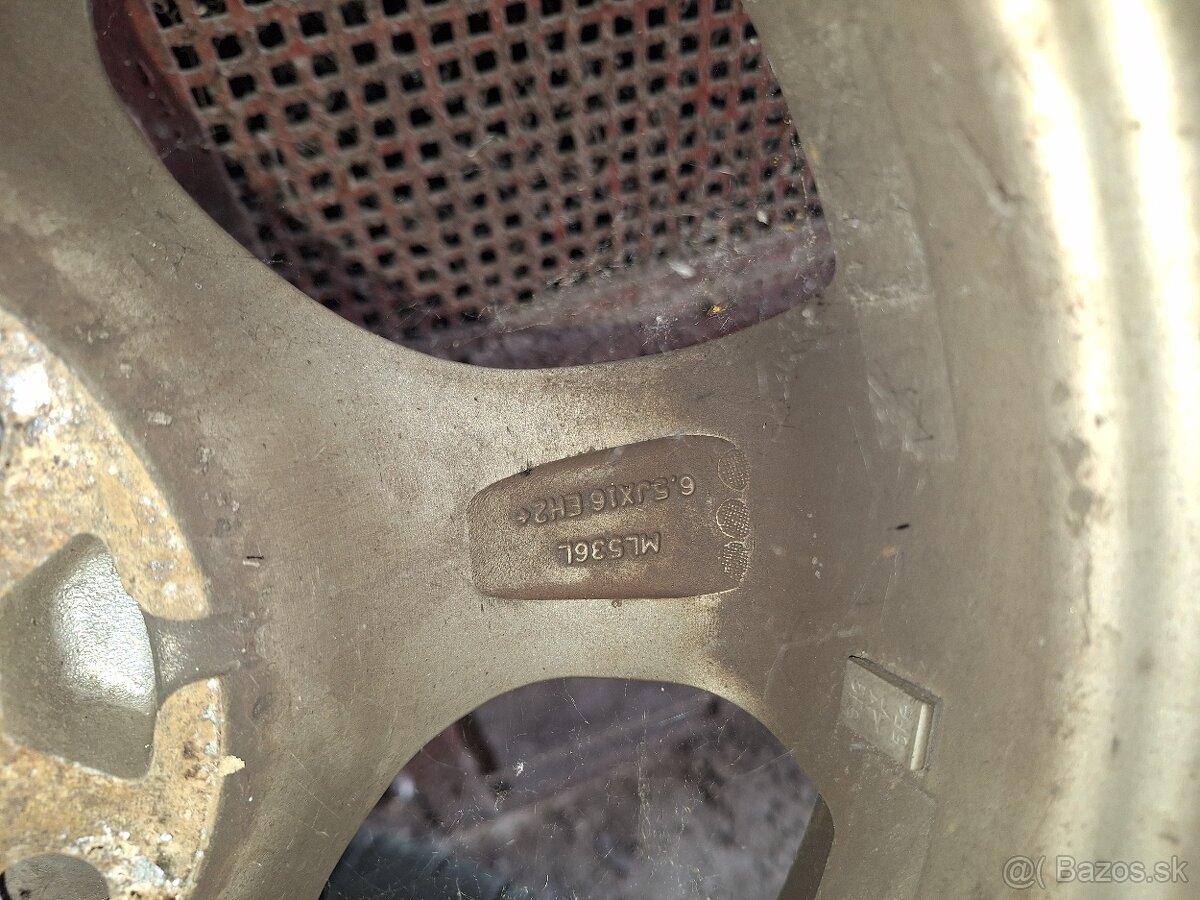 ML536L
6.5JX16 EH2+
@( Bazos.sk